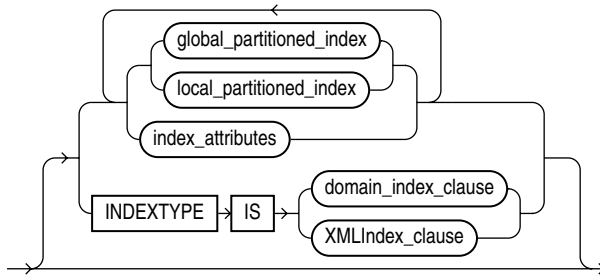 global_partitioned_index
local_partitioned_index
index_attributes
domain_index_clause
INDEXTYPE IS
XMLIndex_clause